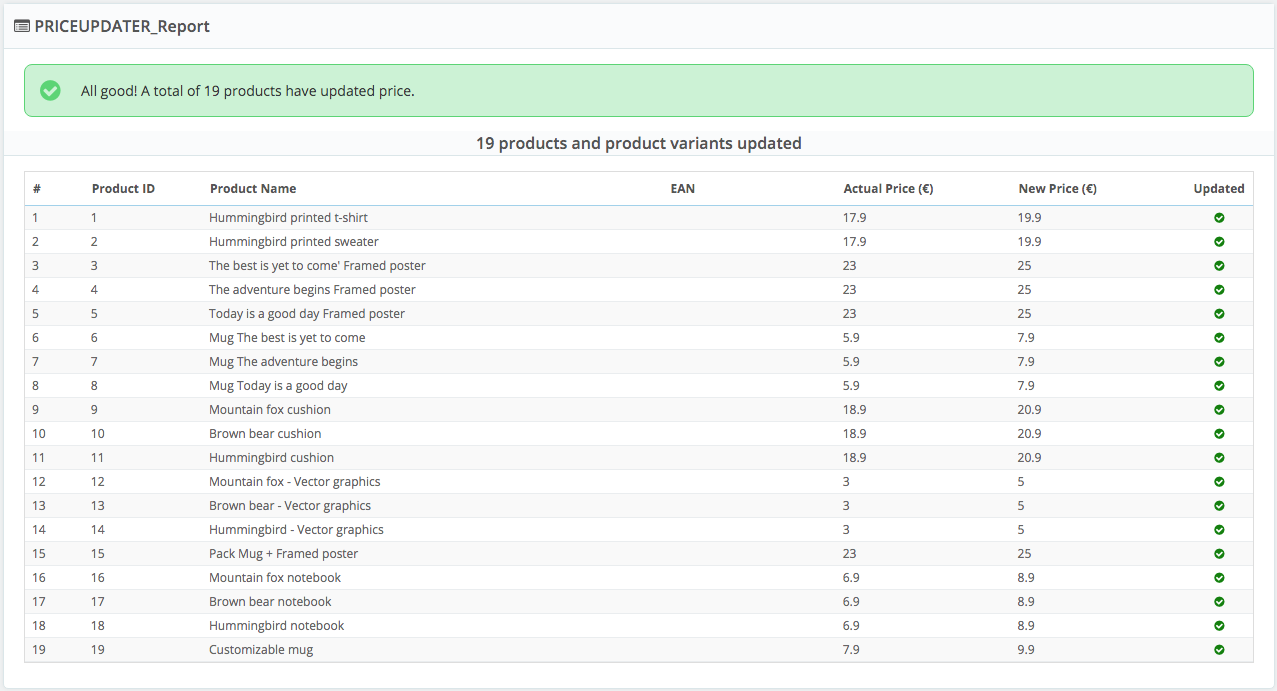 PRICEUPDATER_Report
All good! A total of 19 products have updated price.
19 products and product variants updated
# Product ID Product Name EAN Actual Price (€) New Price (€) Updated
1 1 Hummingbird printed t-shirt 17.9 19.9
2 2 Hummingbird printed sweater 17.9 19.9
3 3 The best is yet to come' Framed poster 23 25
4 4 The adventure begins Framed poster 23 25
5 5 Today is a good day Framed poster 23 25
6 6 Mug The best is yet to come 5.9 7.9
7 7 Mug The adventure begins 5.9 7.9
8 8 Mug Today is a good day 5.9 7.9
9 9 Mountain fox cushion 18.9 20.9
10 10 Brown bear cushion 18.9 20.9
11 11 Hummingbird cushion 18.9 20.9
12 12 Mountain fox - Vector graphics 3 5
13 13 Brown bear - Vector graphics 3 5
14 14 Hummingbird - Vector graphics 3 5
15 15 Pack Mug + Framed poster 23 25
16 16 Mountain fox notebook 6.9 8.9
17 17 Brown bear notebook 6.9 8.9
18 18 Hummingbird notebook 6.9 8.9
19 19 Customizable mug 7.9 9.9